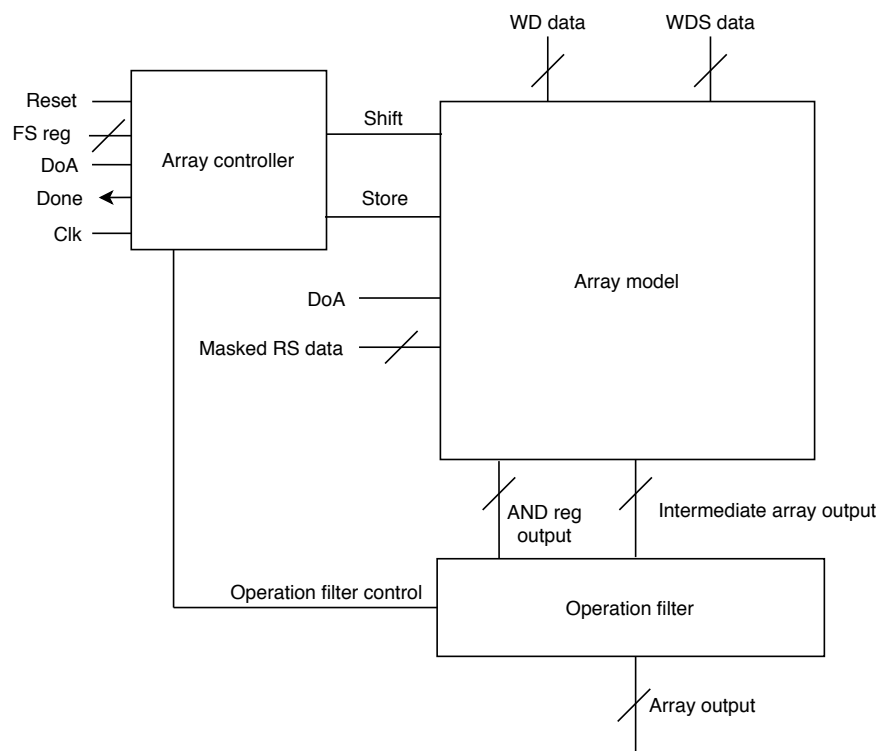 WD data
WDS data
Reset
FS reg
DoA
Done
Clk
Array controller
Shift
Store
DoA
Masked RS data
Array model
AND reg
output
Intermediate array output
Operation filter control
Operation filter
Array output